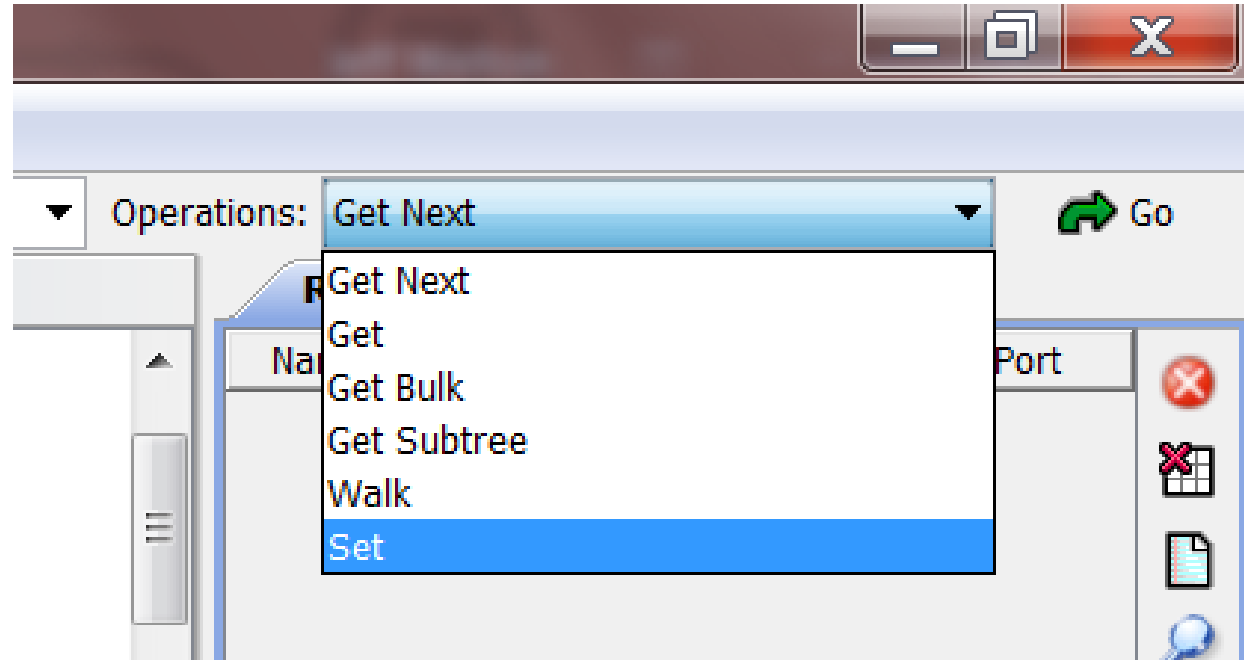 Operations: Get Next Go
Get Next
Get
Get Bulk
Get Subtree
Walk
Set
Port